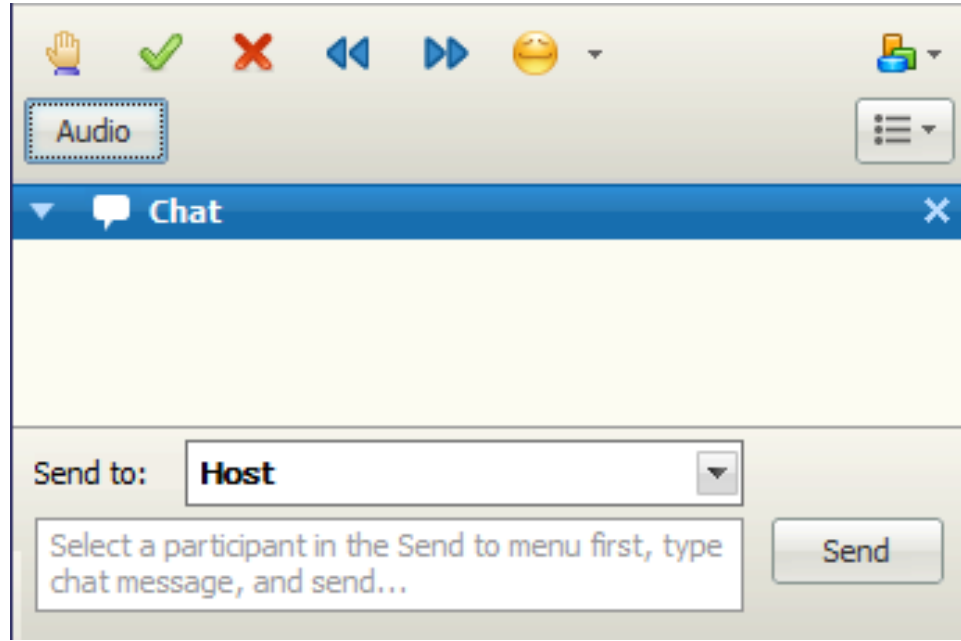 Audio
Chat
Send to:
Host
Select a participant in the Send to menu first, type
chat message, and send...
Send